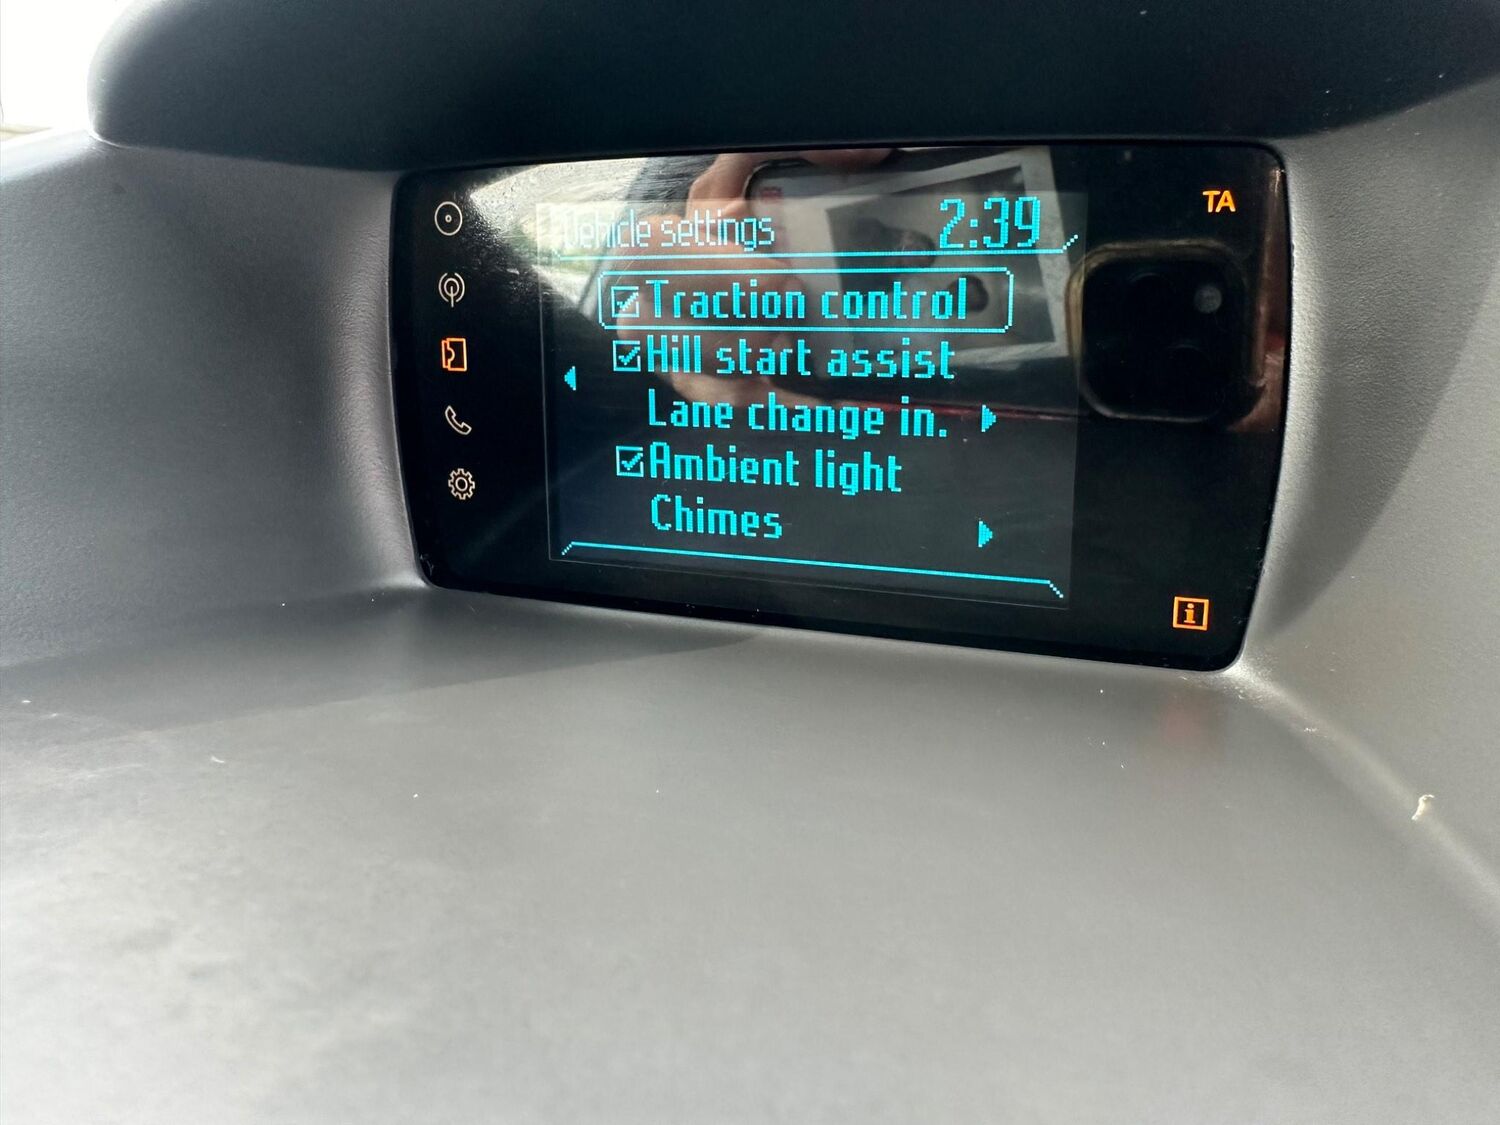 Vehicle settings 2:39
TA
Traction control
Hill start assist
Lane change in.
Ambient light
Chimes
i